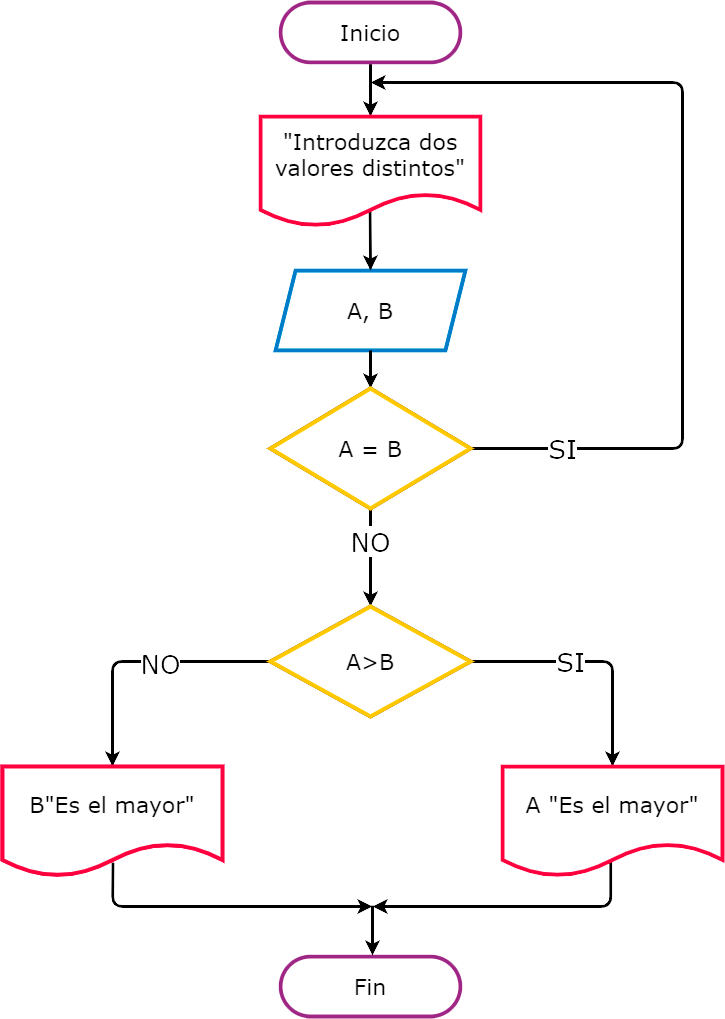 Inicio
"Introduzca dos
valores distintos"
A, B
A = B
SI
NO
A>B
NO
SI
B"Es el mayor"
A "Es el mayor"
Fin